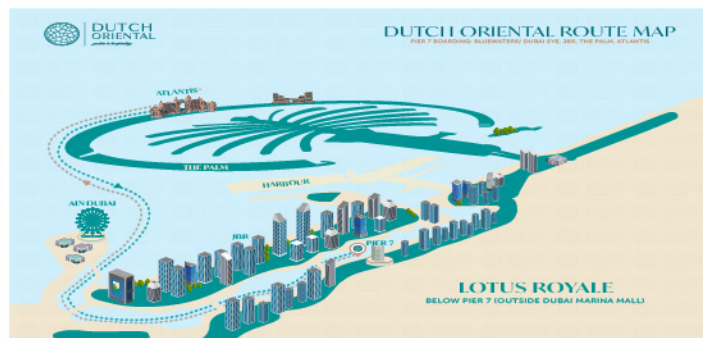 DUTCH
ORIENTAL
DUTCH ORIENTAL ROUTE MAP
PIER 7 BOARDING: BLUEWATERS/ DUBAI EYE, JBR, THE PALM, ATLANTIS
ATLANTIS
THE PALM
HARBOUR
AIN DUBAI
JBR
PIER 7
LOTUS ROYALE
BELOW PIER 7 (OUTSIDE DUBAI MARINA MALL)